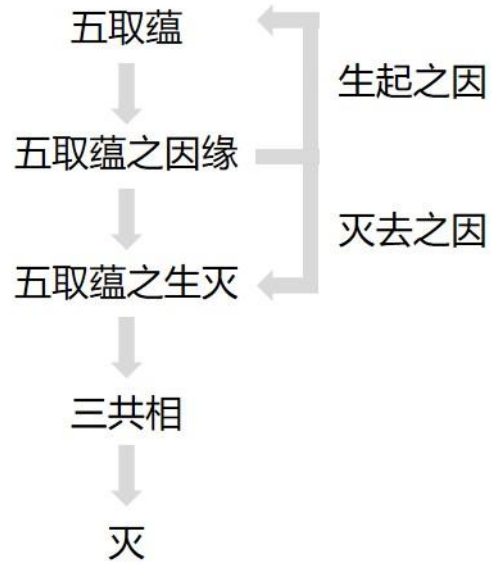 五取蕴
生起之因
五取蕴之因缘
灭去之因
五取蕴之生灭
三共相
灭